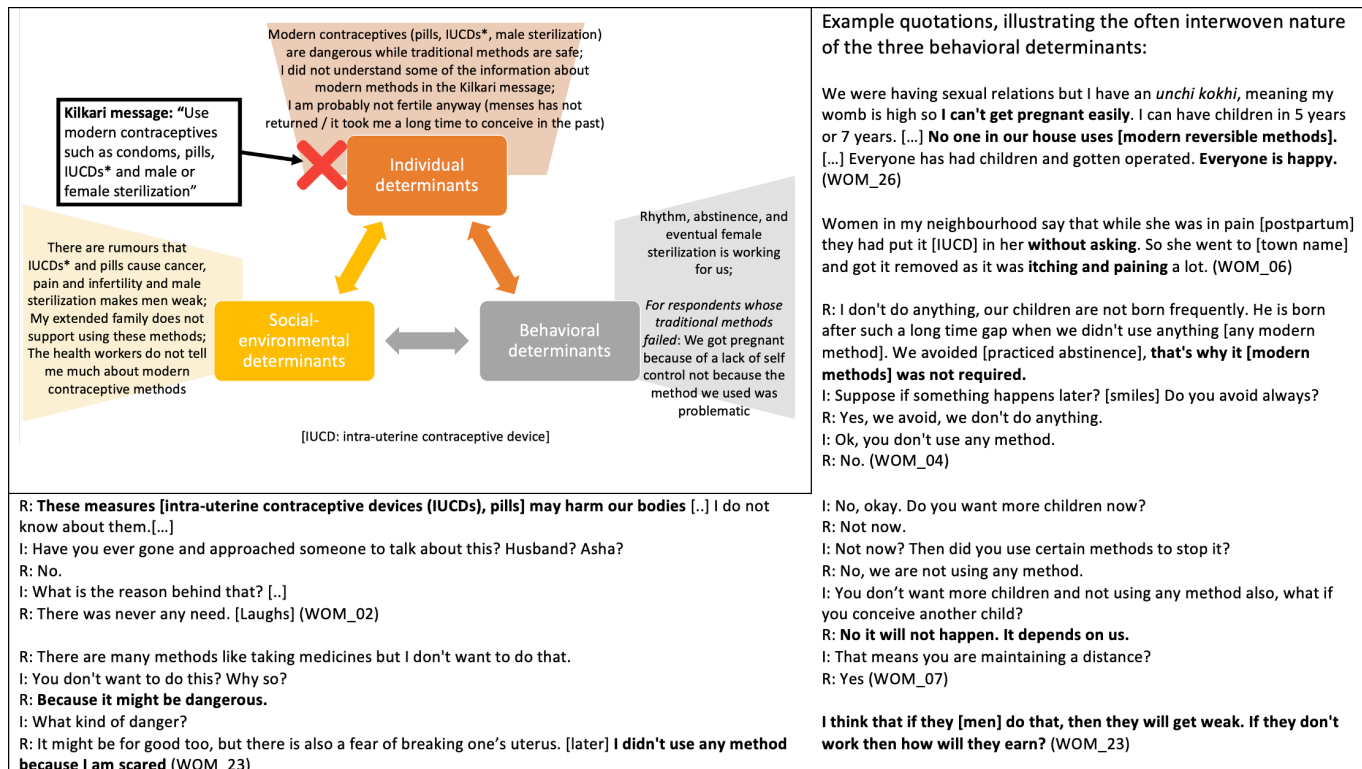 Modern contraceptives (pills, IUCDs*, male sterilization)
are dangerous while traditional methods are safe;
I did not understand some of the information about
modern methods in the Kilkari message;
I am probably not fertile anyway (menses has not
returned / it took me a long time to conceive in the past)
Kilkari message: “Use
modern contraceptives
such as condoms, pills,
IUCDs* and male or
female sterilization”
Individual
determinants
There are rumours that
IUCDs* and pills cause cancer,
pain and infertility and male
sterilization makes men weak;
My extended family does not
support using these methods;
The health workers do not tell
me much about modern
contraceptive methods
Social-
environmental
determinants
Behavioral
determinants
Rhythm, abstinence, and
eventual female
sterilization is working
for us;
For respondents whose
traditional methods
failed: We got pregnant
because of a lack of self
control not because the
method we used was
problematic
[IUCD: intra-uterine contraceptive device]
Example quotations, illustrating the often interwoven nature
of the three behavioral determinants:
We were having sexual relations but I have an unchi kokhi, meaning my
womb is high so I can't get pregnant easily. I can have children in 5 years
or 7 years. […] No one in our house uses [modern reversible methods].
[…] Everyone has had children and gotten operated. Everyone is happy.
(WOM_26)
Women in my neighbourhood say that while she was in pain [postpartum]
they had put it [IUCD] in her without asking. So she went to [town name]
and got it removed as it was itching and paining a lot. (WOM_06)
R: I don't do anything, our children are not born frequently. He is born
after such a long time gap when we didn't use anything [any modern
method]. We avoided [practiced abstinence], that's why it [modern
methods] was not required.
I: Suppose if something happens later? [smiles] Do you avoid always?
R: Yes, we avoid, we don't do anything.
I: Ok, you don't use any method.
R: No. (WOM_04)
R: These measures [intra-uterine contraceptive devices (IUCDs), pills] may harm our bodies [..] I do not
know about them.[…]
I: Have you ever gone and approached someone to talk about this? Husband? Asha?
R: No.
I: What is the reason behind that? [..]
R: There was never any need. [Laughs] (WOM_02)
R: There are many methods like taking medicines but I don't want to do that.
I: You don't want to do this? Why so?
R: Because it might be dangerous.
I: What kind of danger?
R: It might be for good too, but there is also a fear of breaking one’s uterus. [later] I didn't use any method
because I am scared (WOM_23)
I: No, okay. Do you want more children now?
R: Not now.
I: Not now? Then did you use certain methods to stop it?
R: No, we are not using any method.
I: You don’t want more children and not using any method also, what if
you conceive another child?
R: No it will not happen. It depends on us.
I: That means you are maintaining a distance?
R: Yes (WOM_07)
I think that if they [men] do that, then they will get weak. If they don't
work then how will they earn? (WOM_23)